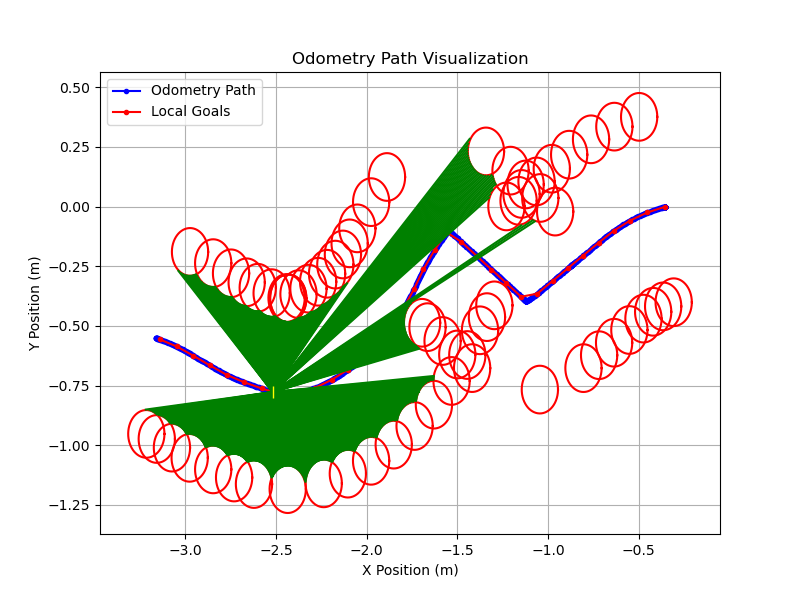 Odometry Path Visualization
Odometry Path
Local Goals
0.50
0.25
0.00
−0.25
−0.50
−0.75
−1.00
−1.25
Y Position (m)
−3.0 −2.5 −2.0 −1.5 −1.0 −0.5
X Position (m)